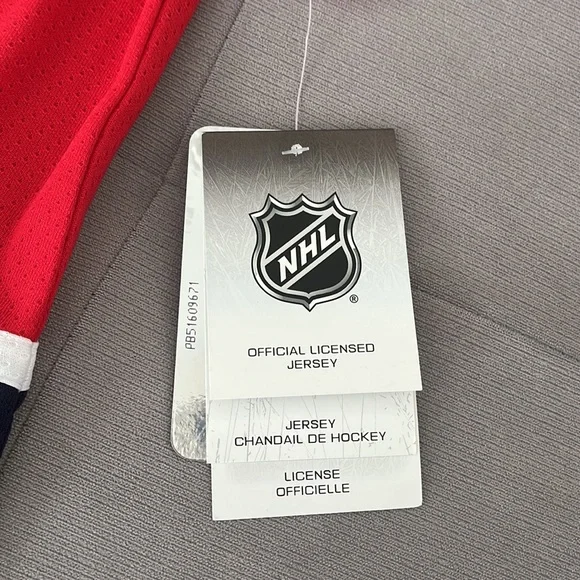 NHL
®
OFFICIAL LICENSED
JERSEY
JERSEY
CHANDAIL DE HOCKEY
LICENSE
OFFICIELLE
PB51609671